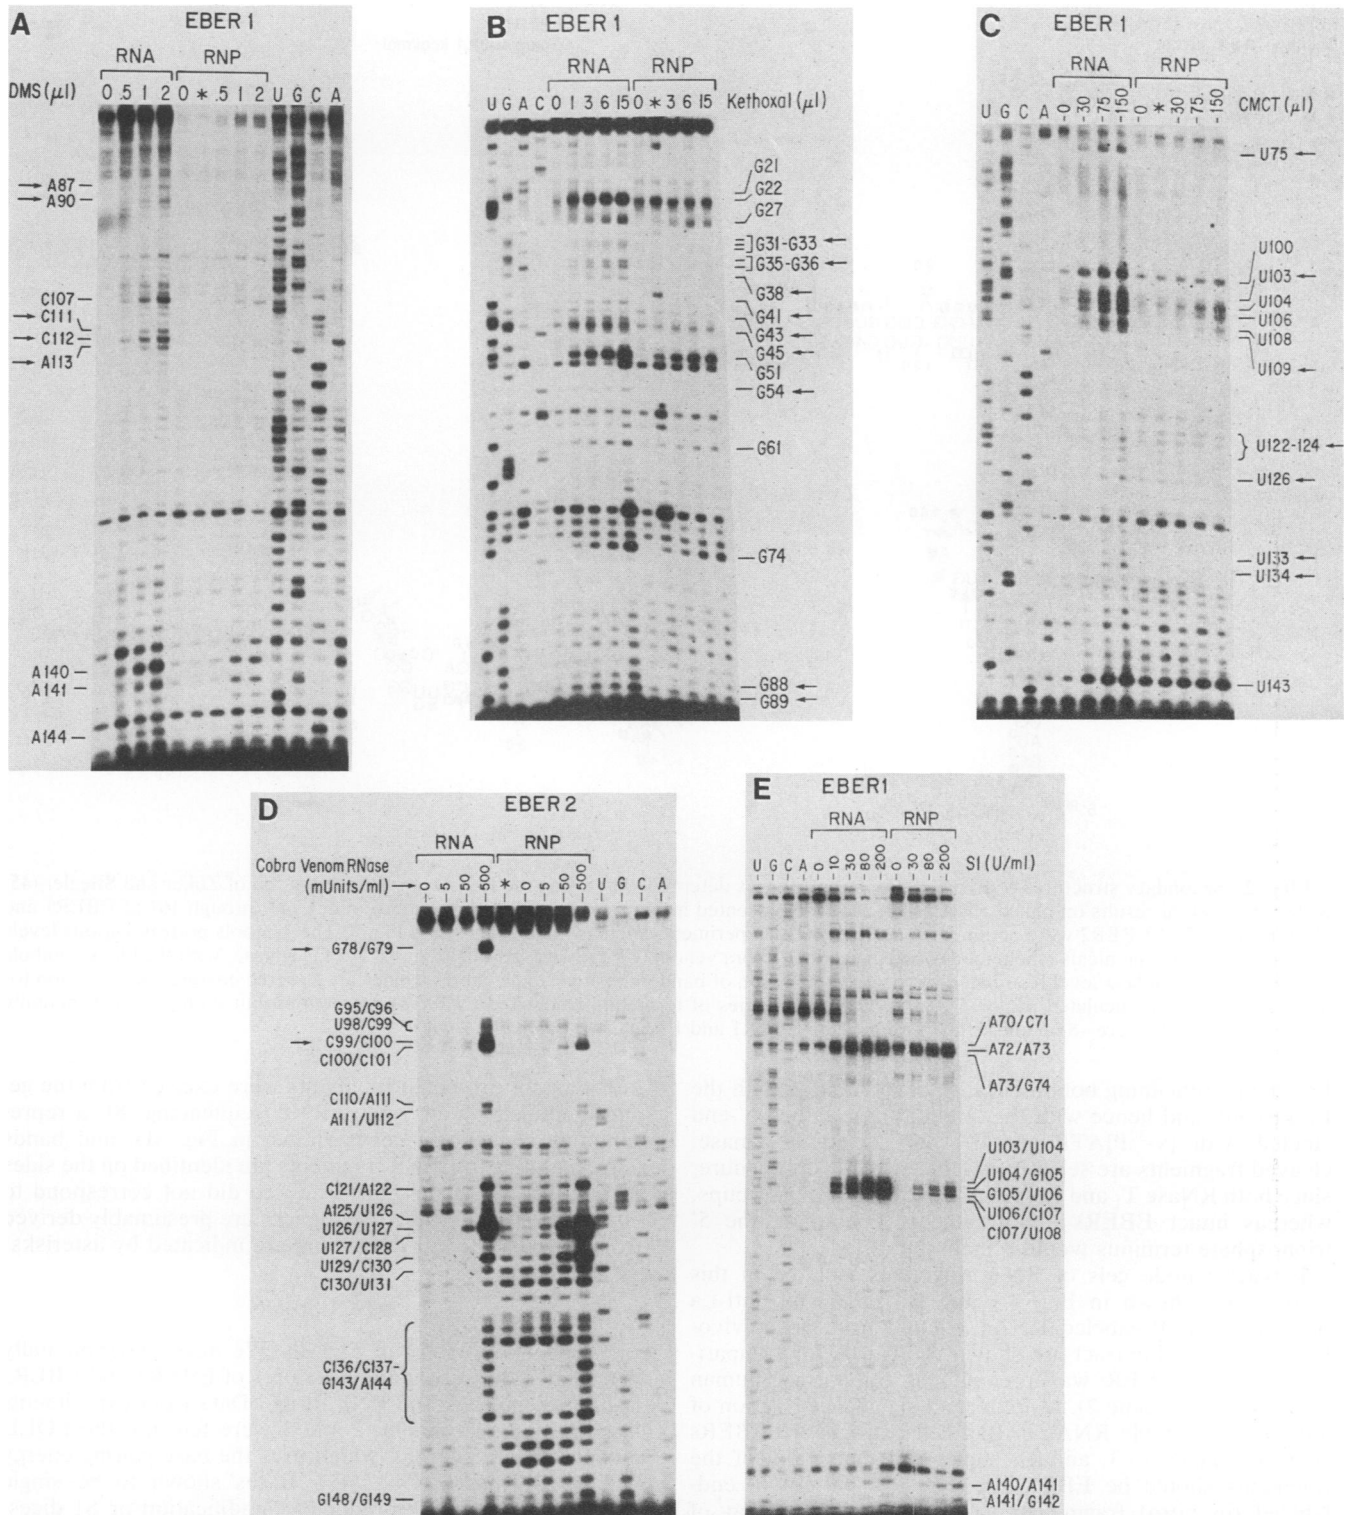 A
EBER 1
RNA RNP
DMS (μl) 0 .5 1 2 0 * .5 1 2 U G C A
→ A87
→ A90
C107
→ C111
→ C112
→ A113
A140
A141
A144
B
EBER 1
RNA RNP
U G A C 0 1 3 6 15 0 * 3 6 15 Kethoxal (μl)
G21
G22
G27
G31-G33 ←
G35-G36 ←
G38 ←
G41 ←
G43 ←
G45 ←
G51
G54 ←
G61
G74
G88 ←
G89 ←
C
EBER 1
RNA RNP
U G C A 0 30 75 150 0 * 30 75 150 CMCT (μl)
U75 ←
U100
U103 ←
U104
U106
U108
U109 ←
U122-124 ←
U126 ←
U133 ←
U134 ←
U143
D
EBER 2
RNA RNP
Cobra Venom RNase
(mUnits/ml) → 0 5 50 500 * 0 5 50 500 U G C A
→ G78/G79
G95/C96
U98/C99
→ C99/C100
C100/C101
C110/A111
A111/U112
C121/A122
A125/U126
U126/U127
U127/C128
U129/C130
C130/U131
C136/C137-
G143/A144
G148/G149
E
EBER1
RNA RNP
U G C A 0 10 30 80 200 0 30 80 200 S1 (U/ml)
A70/C71
A72/A73
A73/G74
U103/U104
U104/G105
G105/U106
U106/C107
C107/U108
A140/A141
A141/G142